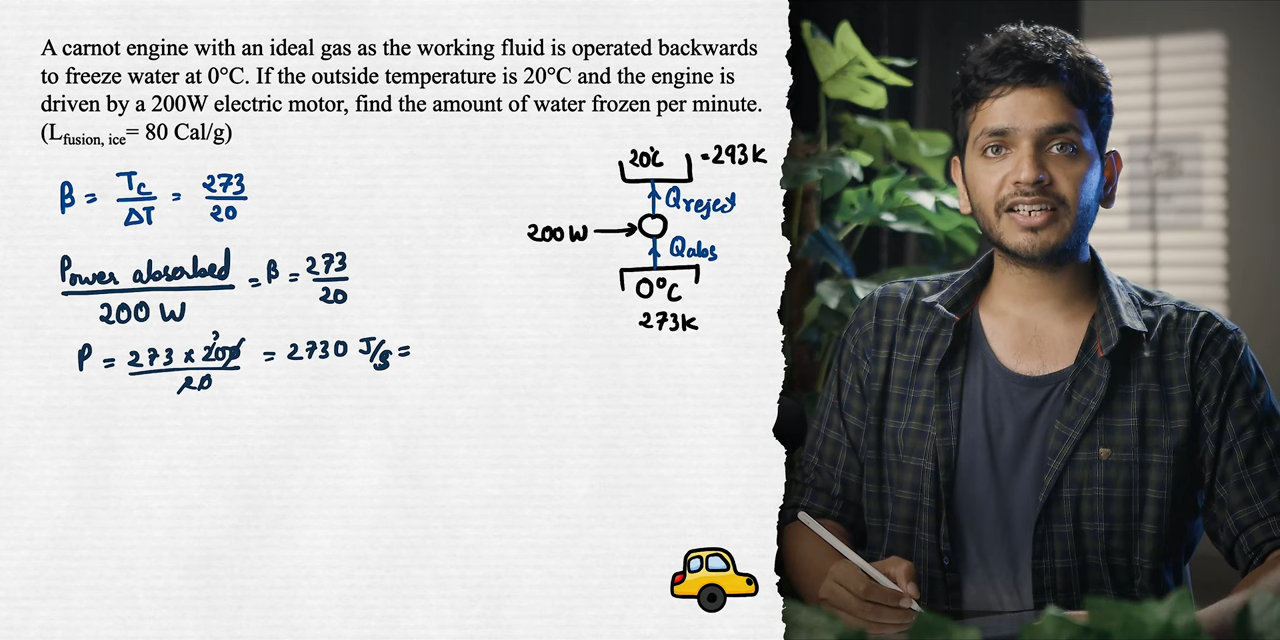 A carnot engine with an ideal gas as the working fluid is operated backwards
to freeze water at 0°C. If the outside temperature is 20°C and the engine is
driven by a 200W electric motor, find the amount of water frozen per minute.
(Lfusion, ice= 80 Cal/g)
β = Tc/ΔT = 273/20
Power absorbed/200 W = β = 273/20
P = 273 x 200/20 = 2730 J/s =
20°C = 293K
Qreject
200W
Qabs
0°C
273K